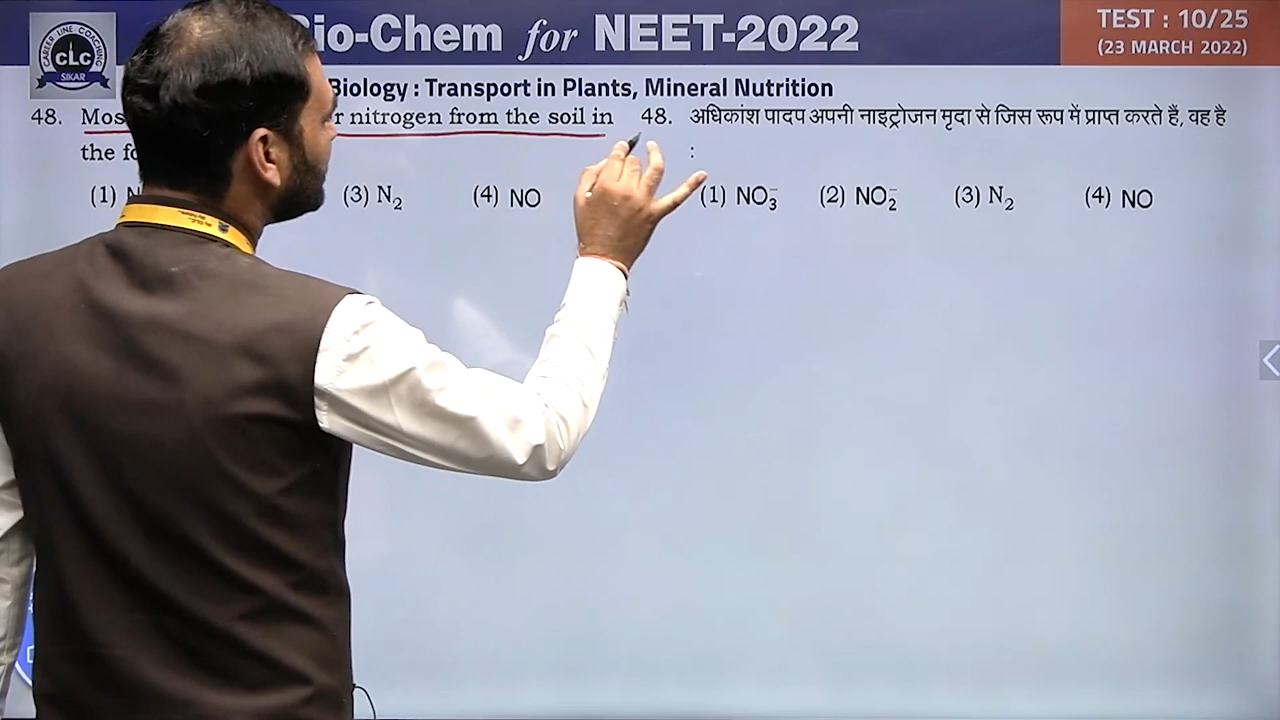 Bio-Chem for NEET-2022
TEST : 10/25
(23 MARCH 2022)
CAREER LINE COACHING
CLC
SIKAR
Biology : Transport in Plants, Mineral Nutrition
48. nitrogen from the soil in
the
(1) (3) N₂ (4) NO
48. अधिकांश पादप अपनी नाइट्रोजन मृदा से जिस रूप में प्राप्त करते हैं, वह है
:
(1) NO₃⁻ (2) NO₂⁻ (3) N₂ (4) NO